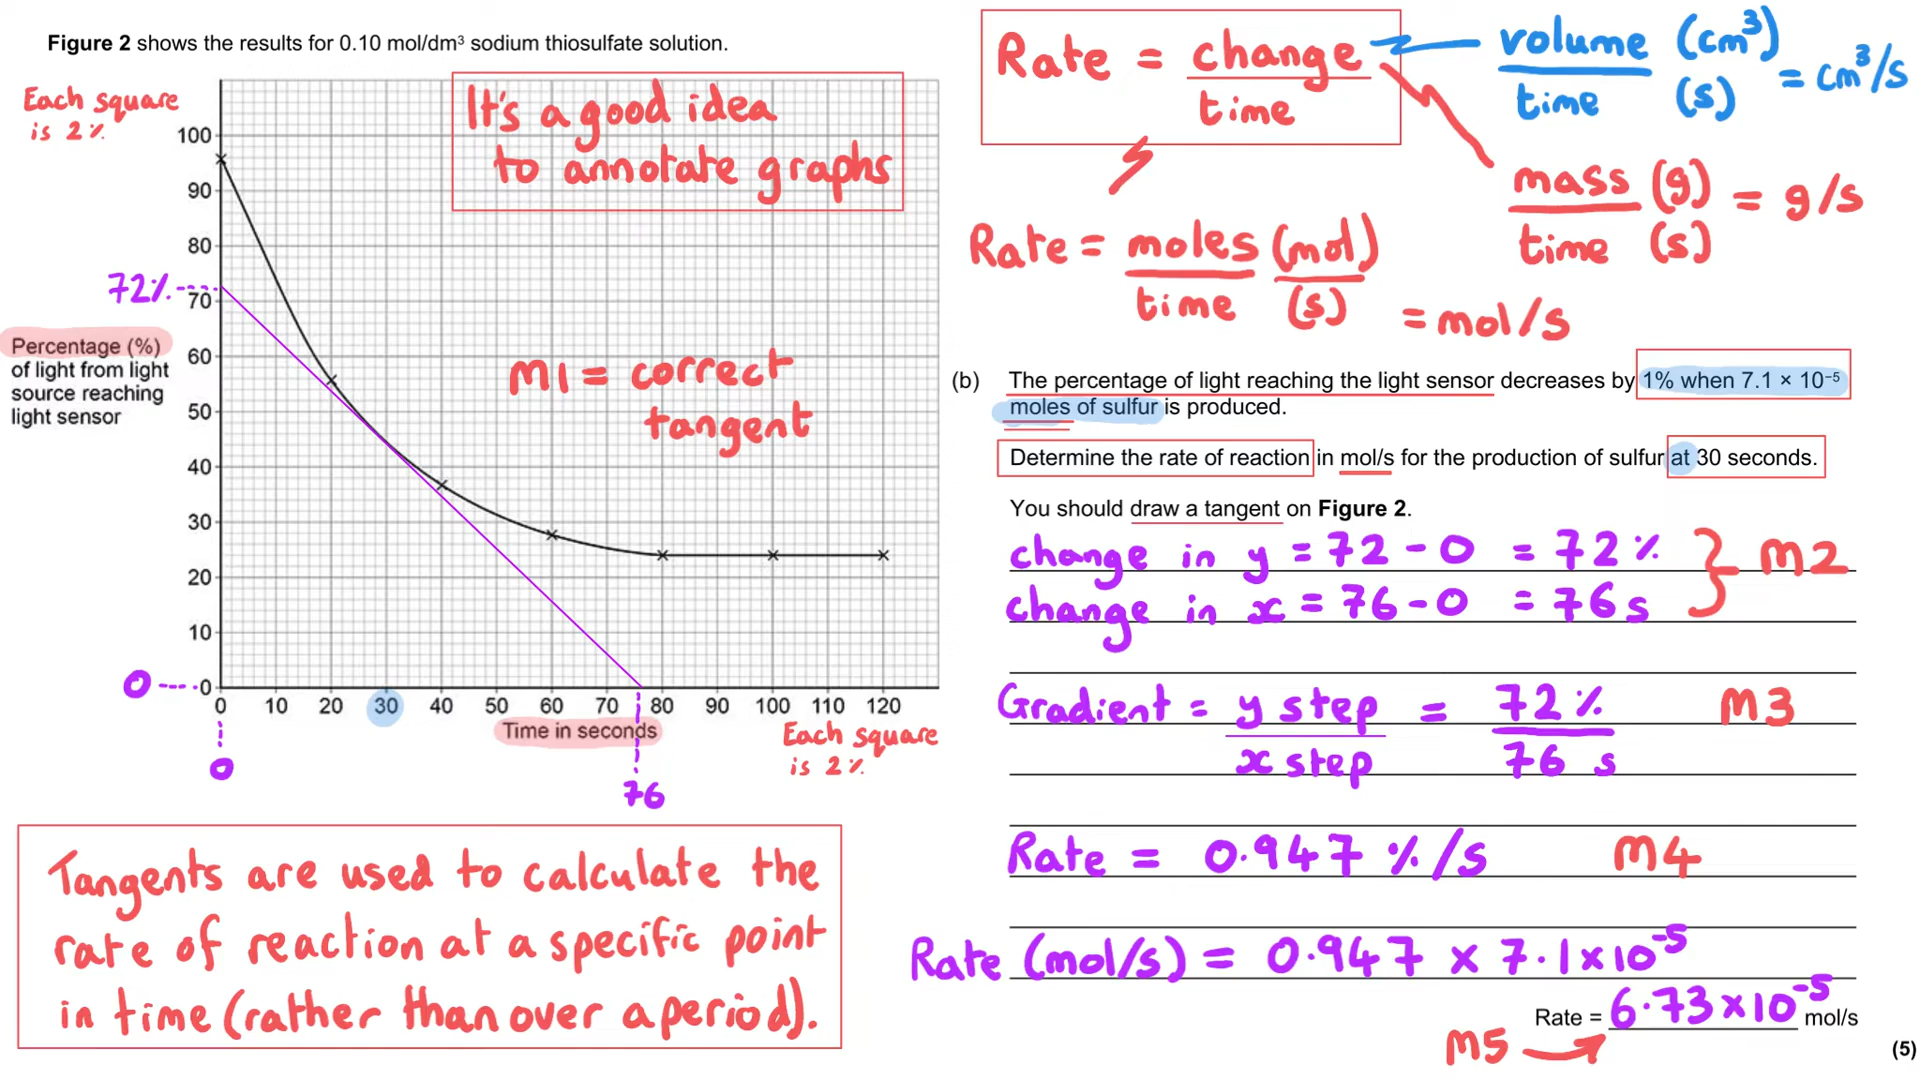 Figure 2 shows the results for 0.10 mol/dm³ sodium thiosulfate solution.
Each square
is 2%
It's a good idea
to annotate graphs
100
90
80
72%
70
60
50
40
30
20
10
0
0
Percentage (%)
of light from light
source reaching
light sensor
M1 = correct
tangent
0 10 20 30 40 50 60 70 80 90 100 110 120
Time in seconds
Each square
is 2%
0
76
Tangents are used to calculate the
rate of reaction at a specific point
in time (rather than over a period).
Rate = change
time
volume (cm³)
time (s)
= cm³/s
mass (g)
time (s)
= g/s
Rate = moles (mol)
time (s)
= mol/s
(b) The percentage of light reaching the light sensor decreases by 1% when 7.1 × 10⁻⁵
moles of sulfur is produced.
Determine the rate of reaction in mol/s for the production of sulfur at 30 seconds.
You should draw a tangent on Figure 2.
change in y = 72 - 0 = 72%
change in x = 76 - 0 = 76 s
M2
Gradient = y step = 72%
x step 76 s
M3
Rate = 0.947 %/s M4
Rate (mol/s) = 0.947 × 7.1×10⁻⁵
Rate = 6.73×10⁻⁵ mol/s
M5
(5)